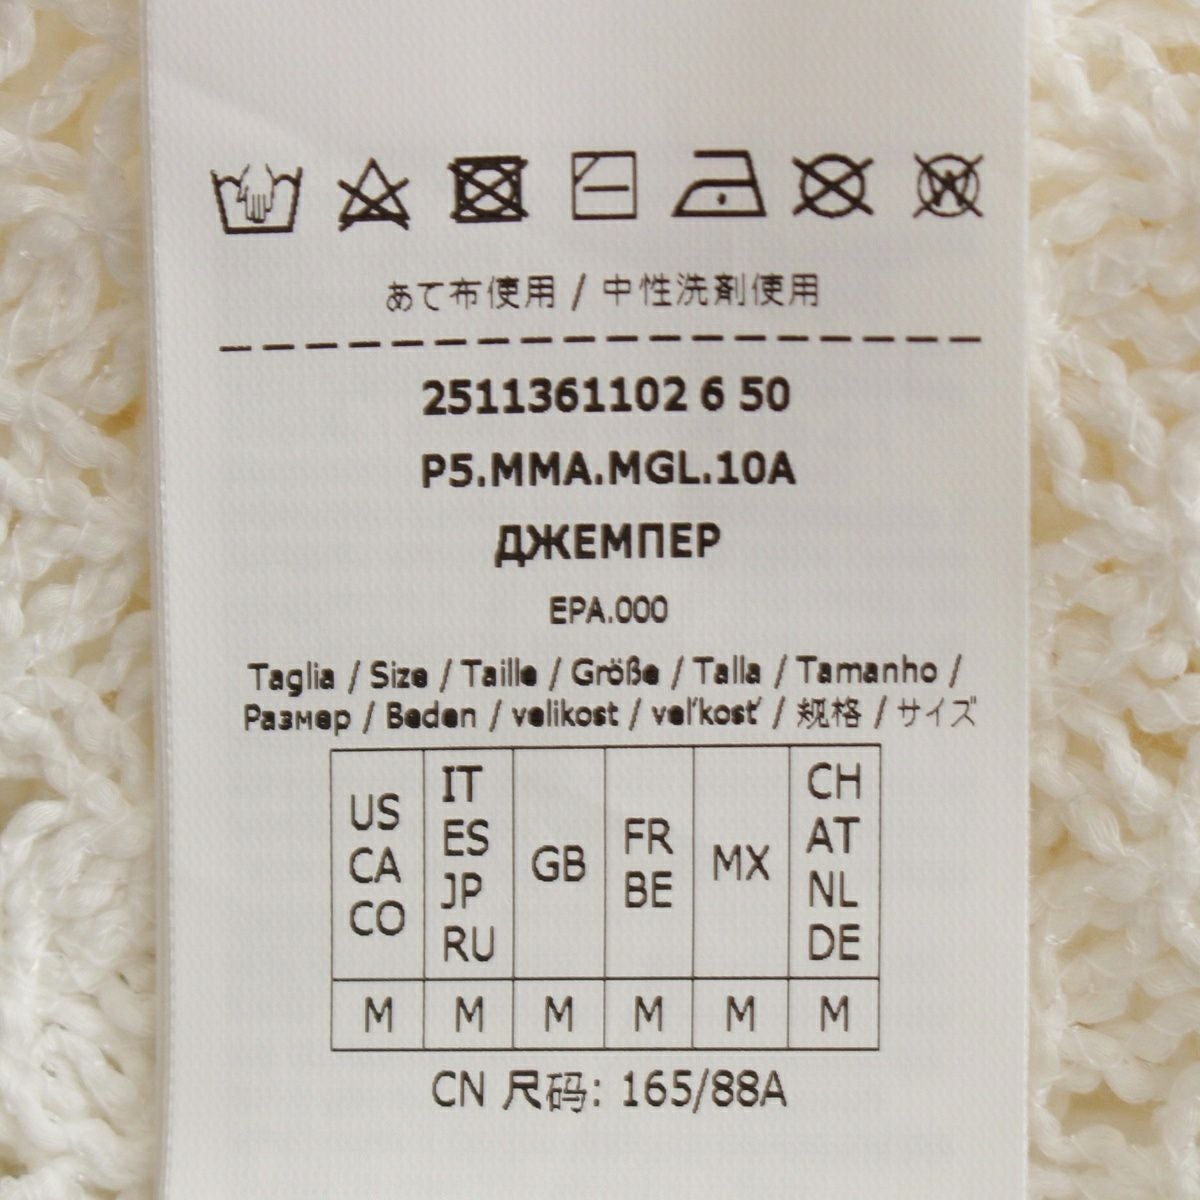 あて布使用 / 中性洗剤使用
2511361102 6 50
P5.MMA.MGL.10A
ДЖЕМПЕР
EPA.000
Taglia / Size / Taille / Größe / Talla / Tamanho /
Размер / Beden / velikost / veľkosť / 规格 / サイズ
US CA CO
IT ES JP RU
GB
FR BE
MX
CH AT NL DE
M M M M M M
CN 尺码: 165/88A